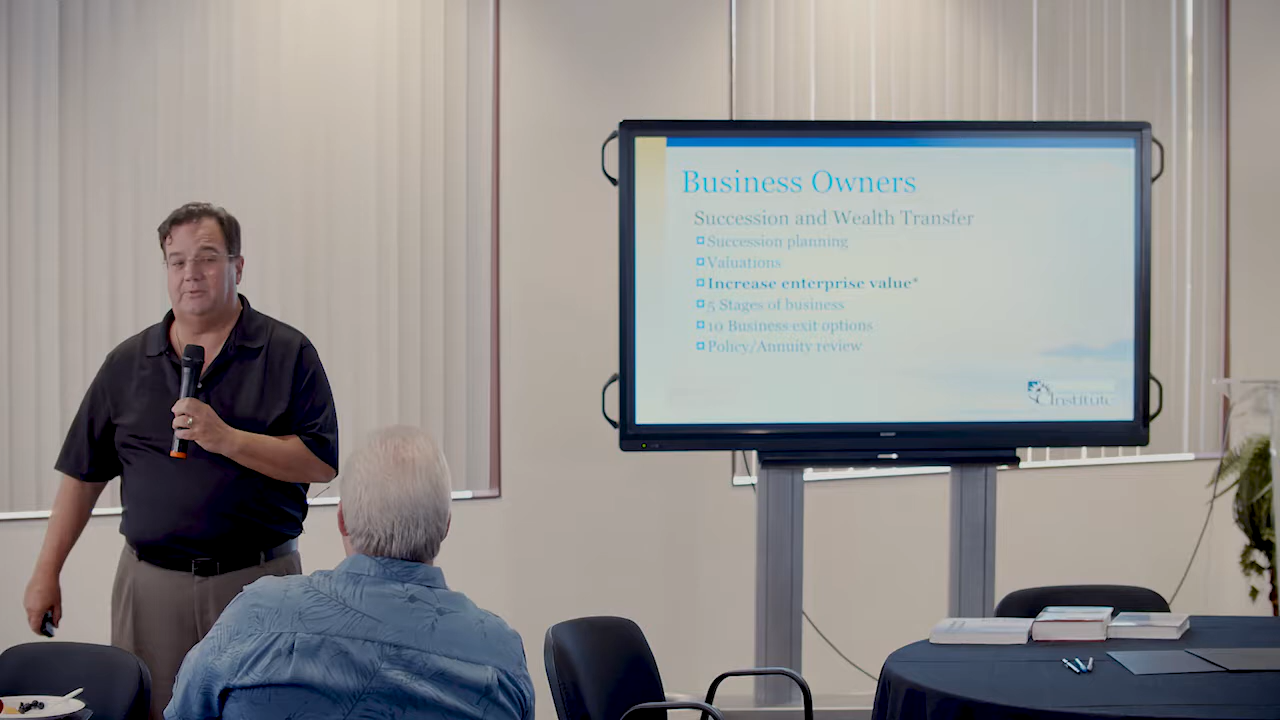 Business Owners
Succession and Wealth Transfer
Succession planning
Valuations
Increase enterprise value*
5 Stages of business
10 Business exit options
Policy/Annuity review
Institute